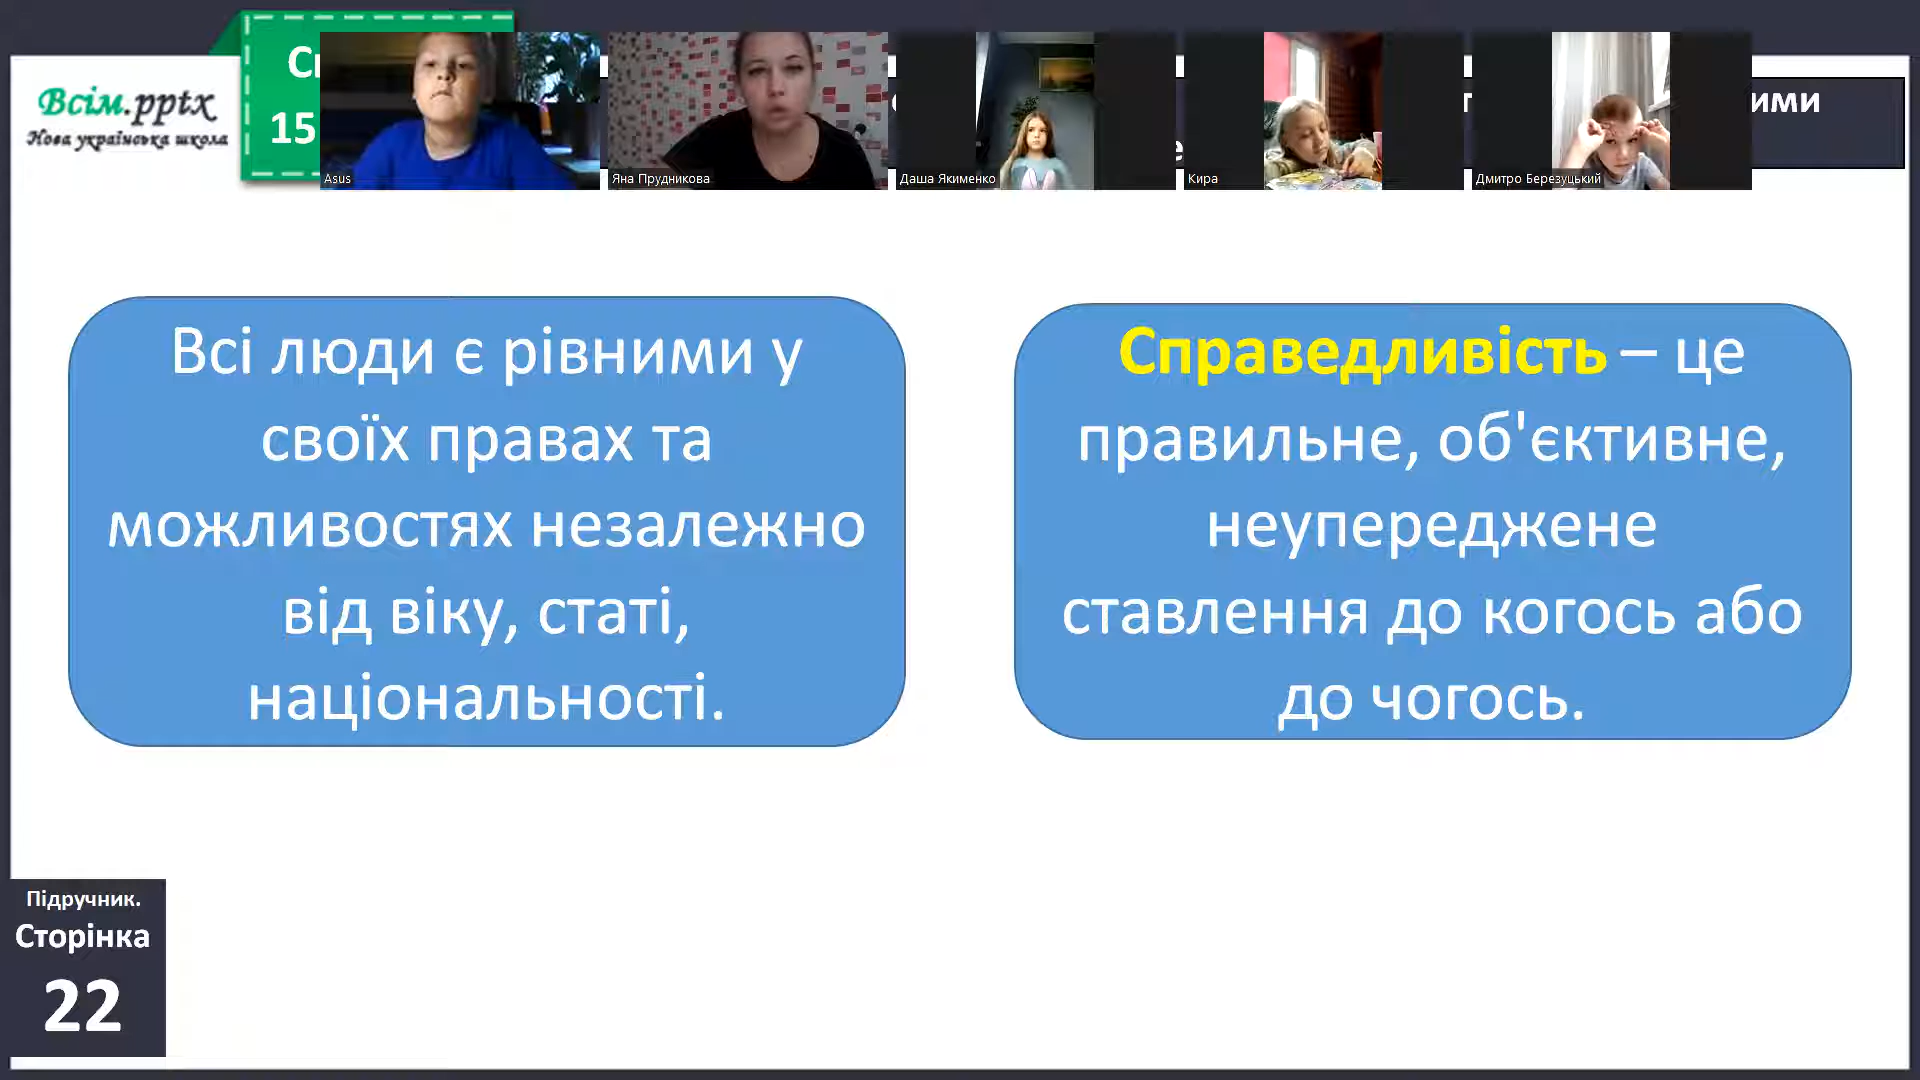 Всім.pptx
Нова українська школа
15
ими
Asus
Яна Прудникова
Даша Якименко
Кира
Дмитро Березуцький
Всі люди є рівними у
своїх правах та
можливостях незалежно
від віку, статі,
національності.
Справедливість – це
правильне, об'єктивне,
неупереджене
ставлення до когось або
до чогось.
Підручник.
Сторінка
22